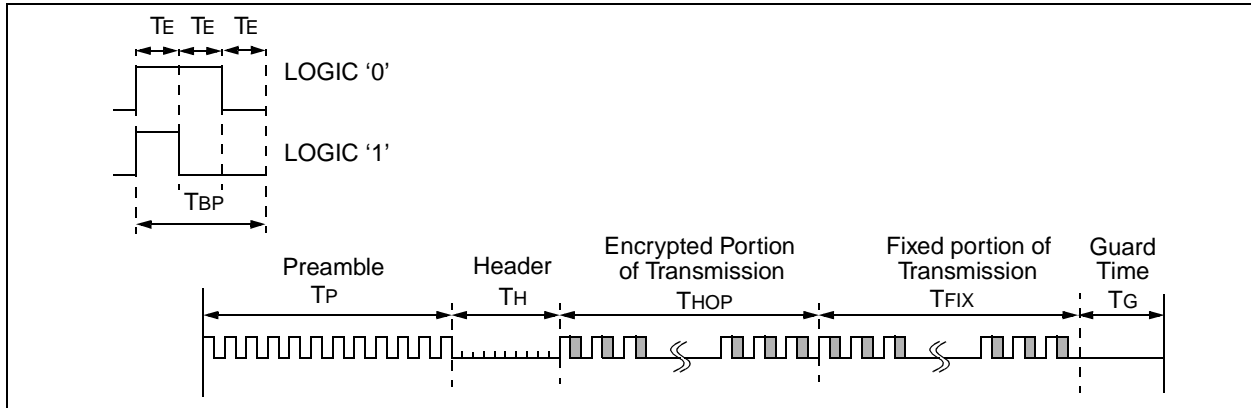 TE TE TE
LOGIC ‘0’
LOGIC ‘1’
TBP
Preamble
TP
Header
TH
Encrypted Portion
of Transmission
THOP
Fixed portion of
Transmission
TFIX
Guard
Time
TG